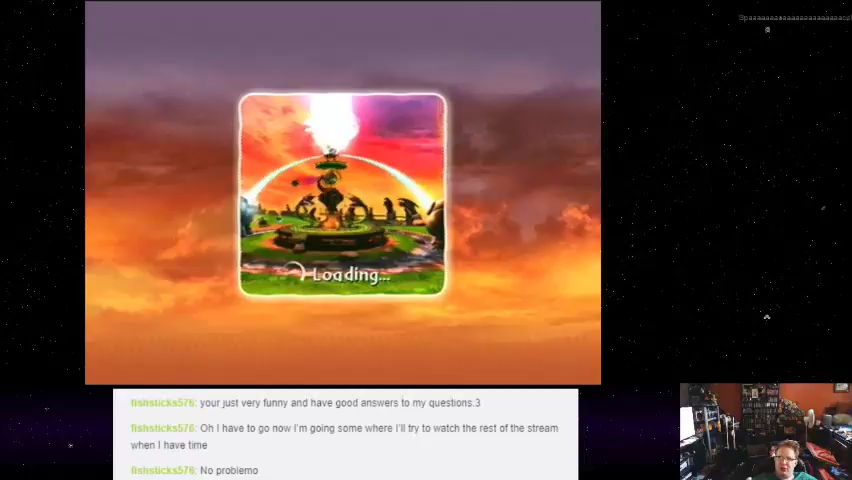 Loading...
fishsticks576: your just very funny and have good answers to my questions:3
fishsticks576: Oh I have to go now I'm going some where I'll try to watch the rest of the stream
when I have time
fishsticks576: No problemo